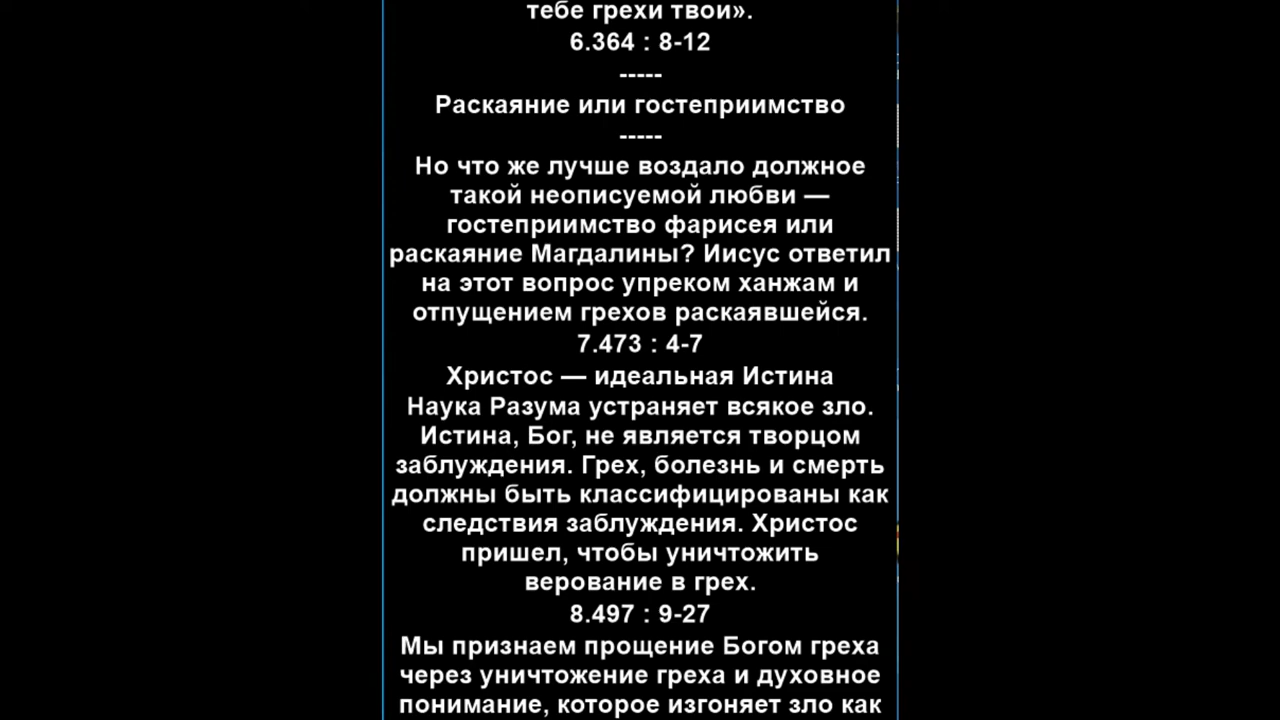 тебе грехи твои».
6.364 : 8-12
-----
Раскаяние или гостеприимство
-----
Но что же лучше воздало должное
такой неописуемой любви —
гостеприимство фарисея или
раскаяние Магдалины? Иисус ответил
на этот вопрос упреком ханжам и
отпущением грехов раскаявшейся.
7.473 : 4-7
Христос — идеальная Истина
Наука Разума устраняет всякое зло.
Истина, Бог, не является творцом
заблуждения. Грех, болезнь и смерть
должны быть классифицированы как
следствия заблуждения. Христос
пришел, чтобы уничтожить
верование в грех.
8.497 : 9-27
Мы признаем прощение Богом греха
через уничтожение греха и духовное
понимание, которое изгоняет зло как